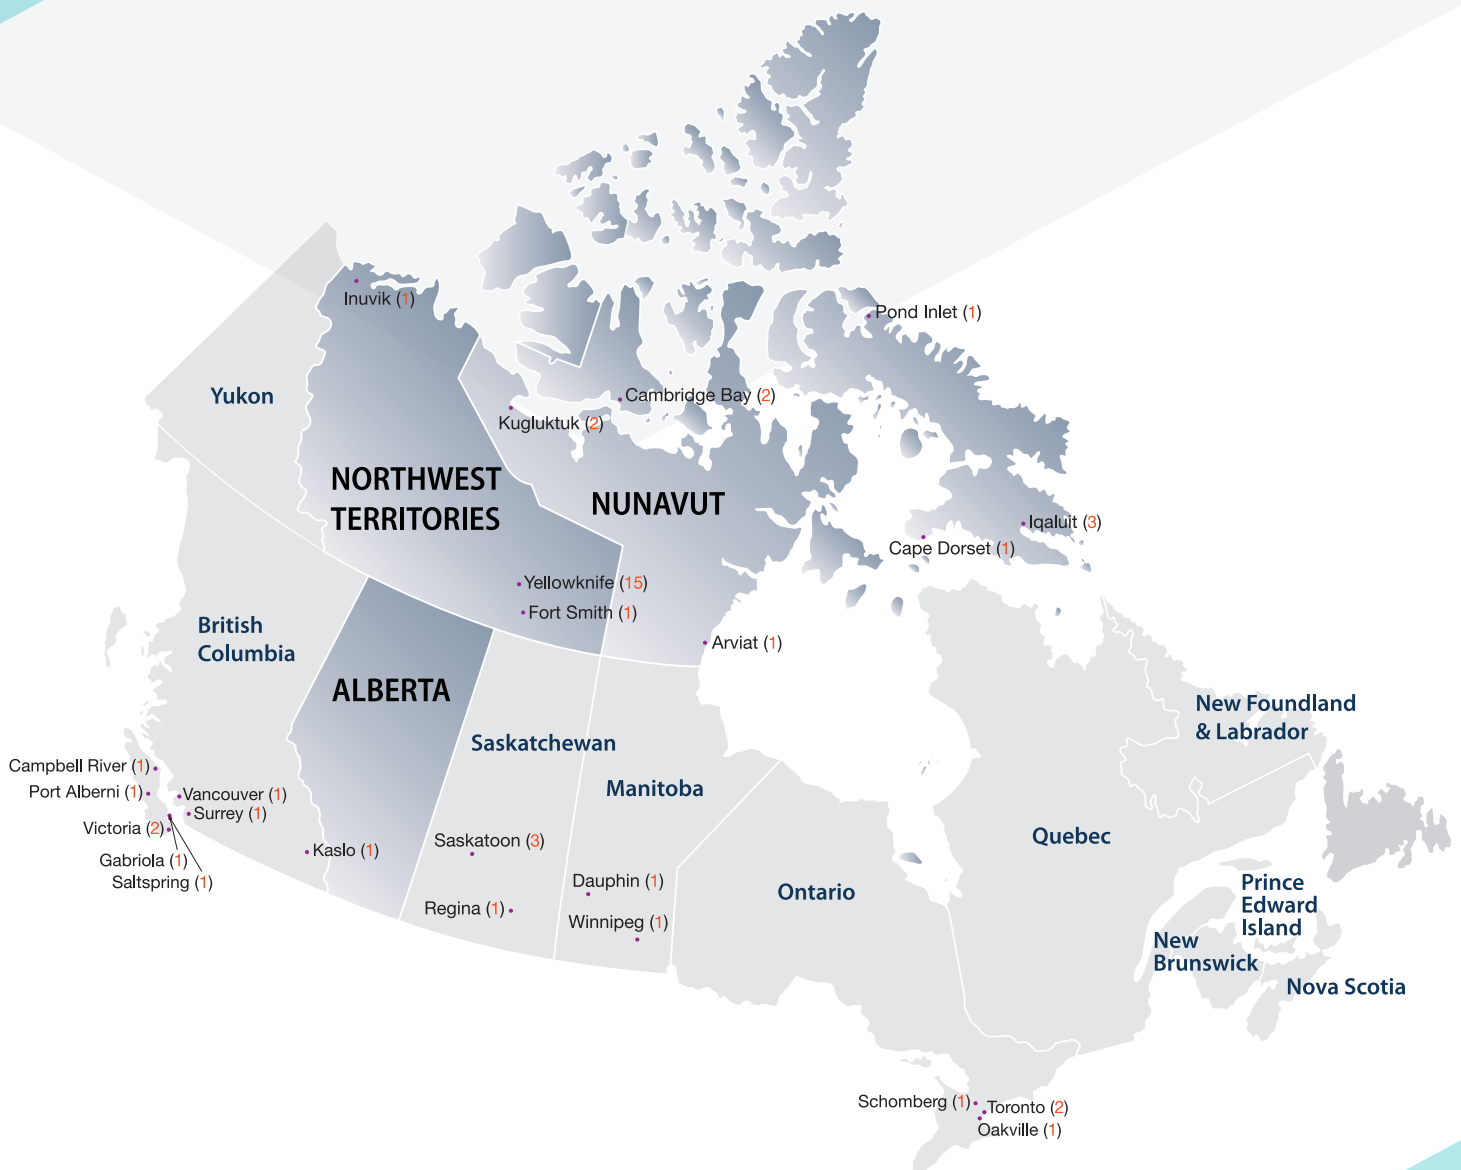 Inuvik (1)
Pond Inlet (1)
Yukon
Cambridge Bay (2)
Kugluktuk (2)
NORTHWEST
TERRITORIES
NUNAVUT
Iqaluit (3)
Cape Dorset (1)
Yellowknife (15)
Fort Smith (1)
Arviat (1)
British
Columbia
ALBERTA
New Foundland
& Labrador
Saskatchewan
Manitoba
Campbell River (1)
Port Alberni (1)
Vancouver (1)
Surrey (1)
Victoria (2)
Gabriola (1)
Saltspring (1)
Kaslo (1)
Saskatoon (3)
Regina (1)
Dauphin (1)
Winnipeg (1)
Ontario
Quebec
Prince
Edward
Island
New
Brunswick
Nova Scotia
Schomberg (1)
Toronto (2)
Oakville (1)